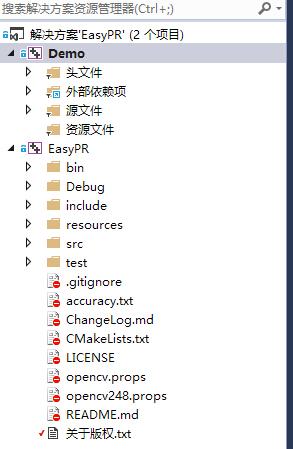 搜索解决方案资源管理器(Ctrl+;)
解决方案'EasyPR' (2 个项目)
Demo
头文件
外部依赖项
源文件
资源文件
EasyPR
bin
Debug
include
resources
src
test
.gitignore
accuracy.txt
ChangeLog.md
CMakeLists.txt
LICENSE
opencv.props
opencv248.props
README.md
关于版权.txt